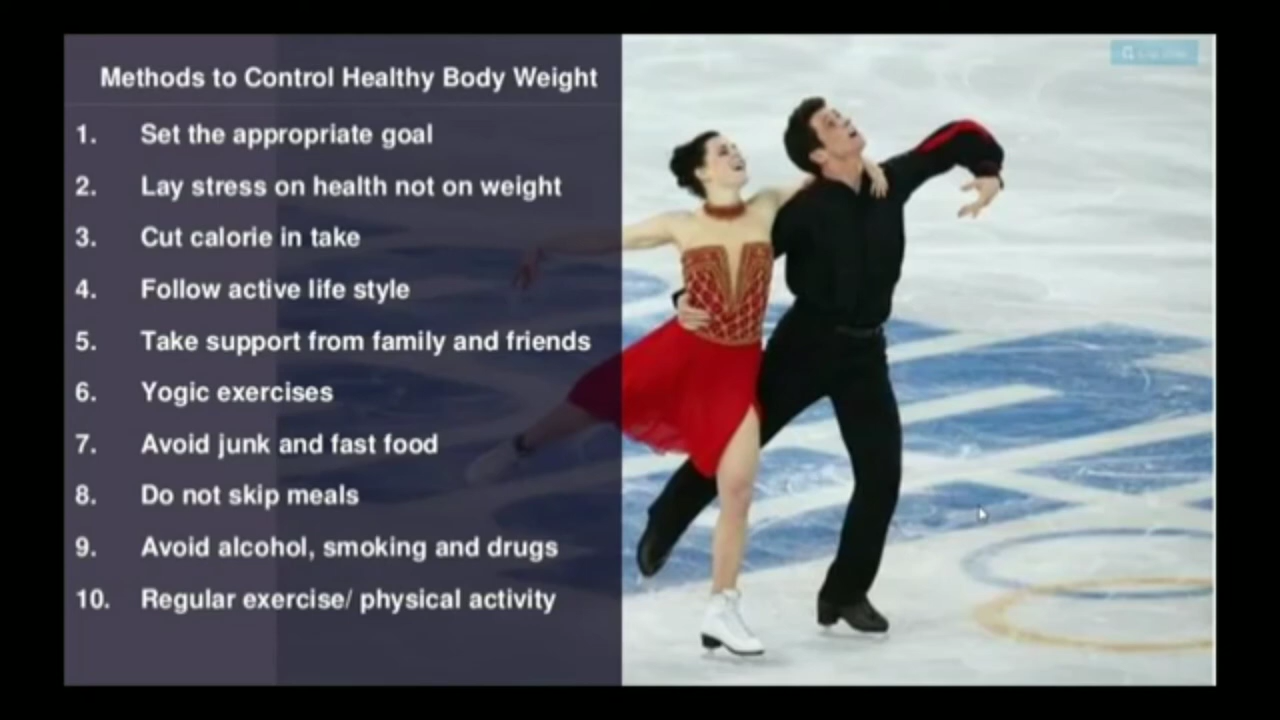 Methods to Control Healthy Body Weight
1. Set the appropriate goal
2. Lay stress on health not on weight
3. Cut calorie in take
4. Follow active life style
5. Take support from family and friends
6. Yogic exercises
7. Avoid junk and fast food
8. Do not skip meals
9. Avoid alcohol, smoking and drugs
10. Regular exercise/ physical activity